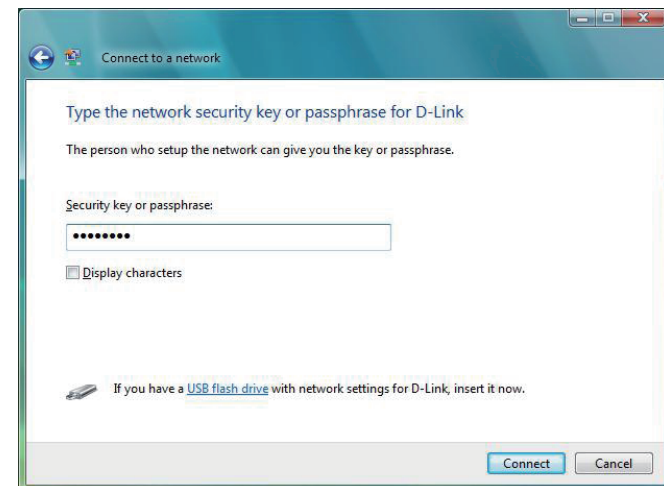 Connect to a network
Type the network security key or passphrase for D-Link
The person who setup the network can give you the key or passphrase.
Security key or passphrase:
••••••••
Display characters
If you have a USB flash drive with network settings for D-Link, insert it now.
Connect Cancel